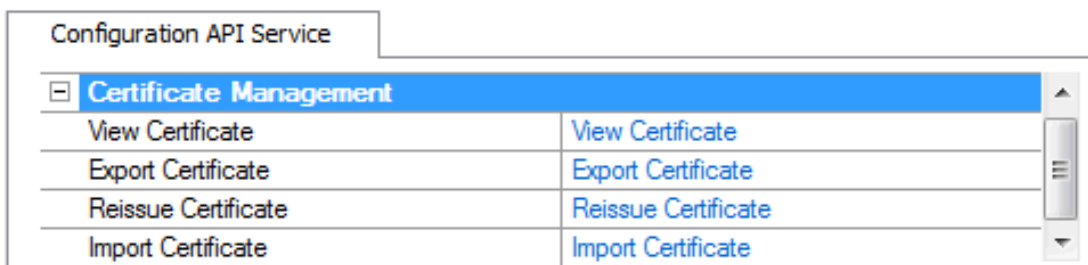 Configuration API Service
Certificate Management
View Certificate View Certificate
Export Certificate Export Certificate
Reissue Certificate Reissue Certificate
Import Certificate Import Certificate